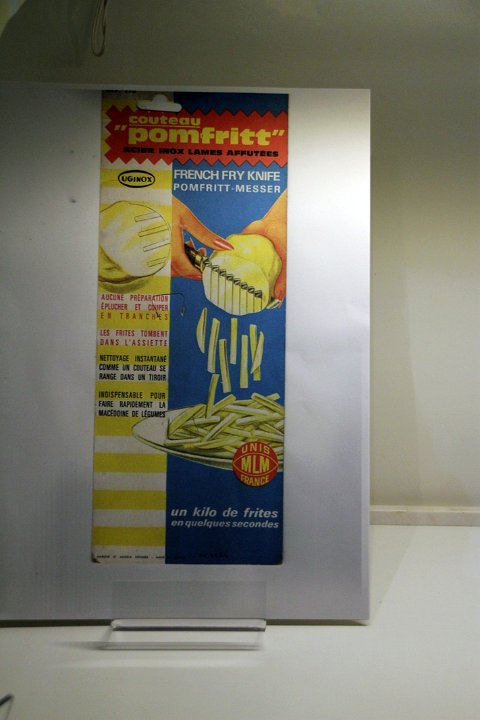 couteau
"pomfritt"
ACIER INOX LAMES AFFUTÉES
UGINOX
FRENCH FRY KNIFE
POMFRITT-MESSER
AUCUNE PRÉPARATION
ÉPLUCHER ET COUPER
EN TRANCHES
LES FRITES TOMBENT
DANS L'ASSIETTE
NETTOYAGE INSTANTANÉ
COMME UN COUTEAU SE
RANGE DANS UN TIROIR
INDISPENSABLE POUR
FAIRE RAPIDEMENT LA
MACÉDOINE DE LÉGUMES
UNIS
MLM
FRANCE
un kilo de frites
en quelques secondes